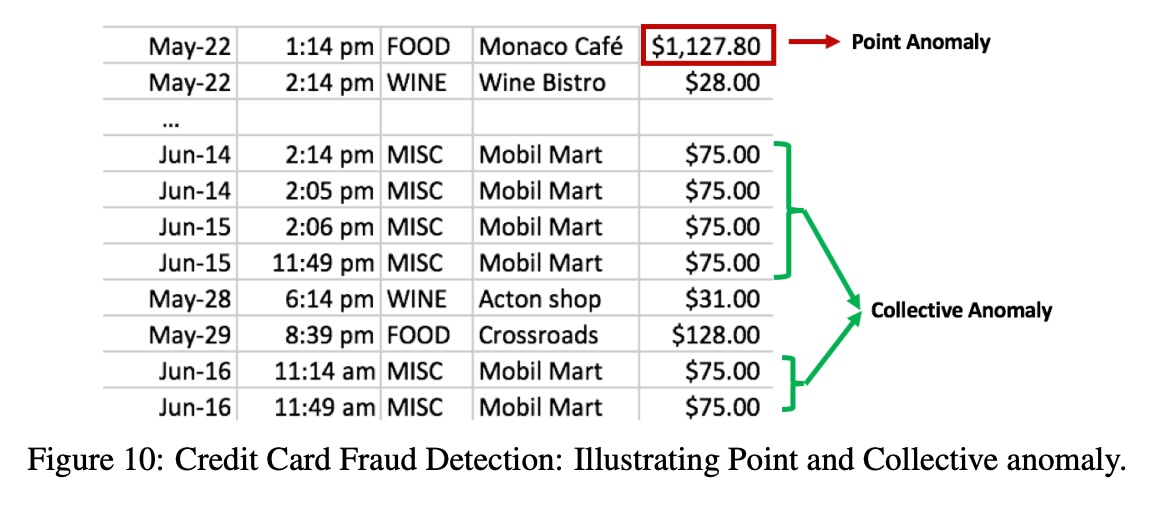 May-22 1:14 pm FOOD Monaco Café $1,127.80 Point Anomaly
May-22 2:14 pm WINE Wine Bistro $28.00
...
Jun-14 2:14 pm MISC Mobil Mart $75.00
Jun-14 2:05 pm MISC Mobil Mart $75.00
Jun-15 2:06 pm MISC Mobil Mart $75.00
Jun-15 11:49 pm MISC Mobil Mart $75.00
May-28 6:14 pm WINE Acton shop $31.00
Collective Anomaly
May-29 8:39 pm FOOD Crossroads $128.00
Jun-16 11:14 am MISC Mobil Mart $75.00
Jun-16 11:49 am MISC Mobil Mart $75.00
Figure 10: Credit Card Fraud Detection: Illustrating Point and Collective anomaly.